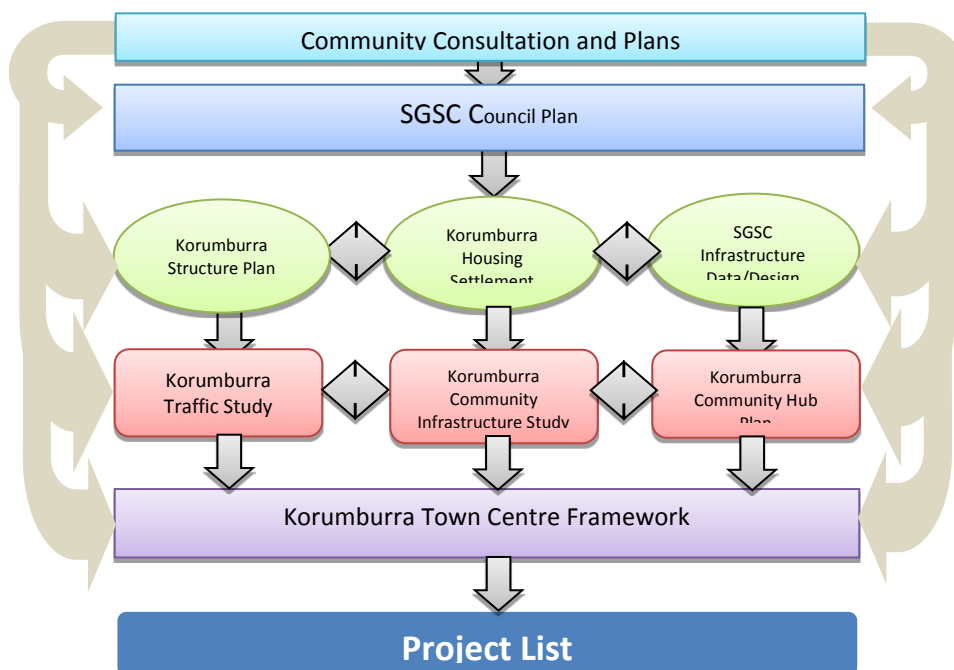 Community Consultation and Plans
SGSC Council Plan
Korumburra
Structure Plan
Korumburra
Housing
Settlement
SGSC
Infrastructure
Data/Design
Korumburra
Traffic Study
Korumburra
Community
Infrastructure Study
Korumburra
Community Hub
Plan
Korumburra Town Centre Framework
Project List